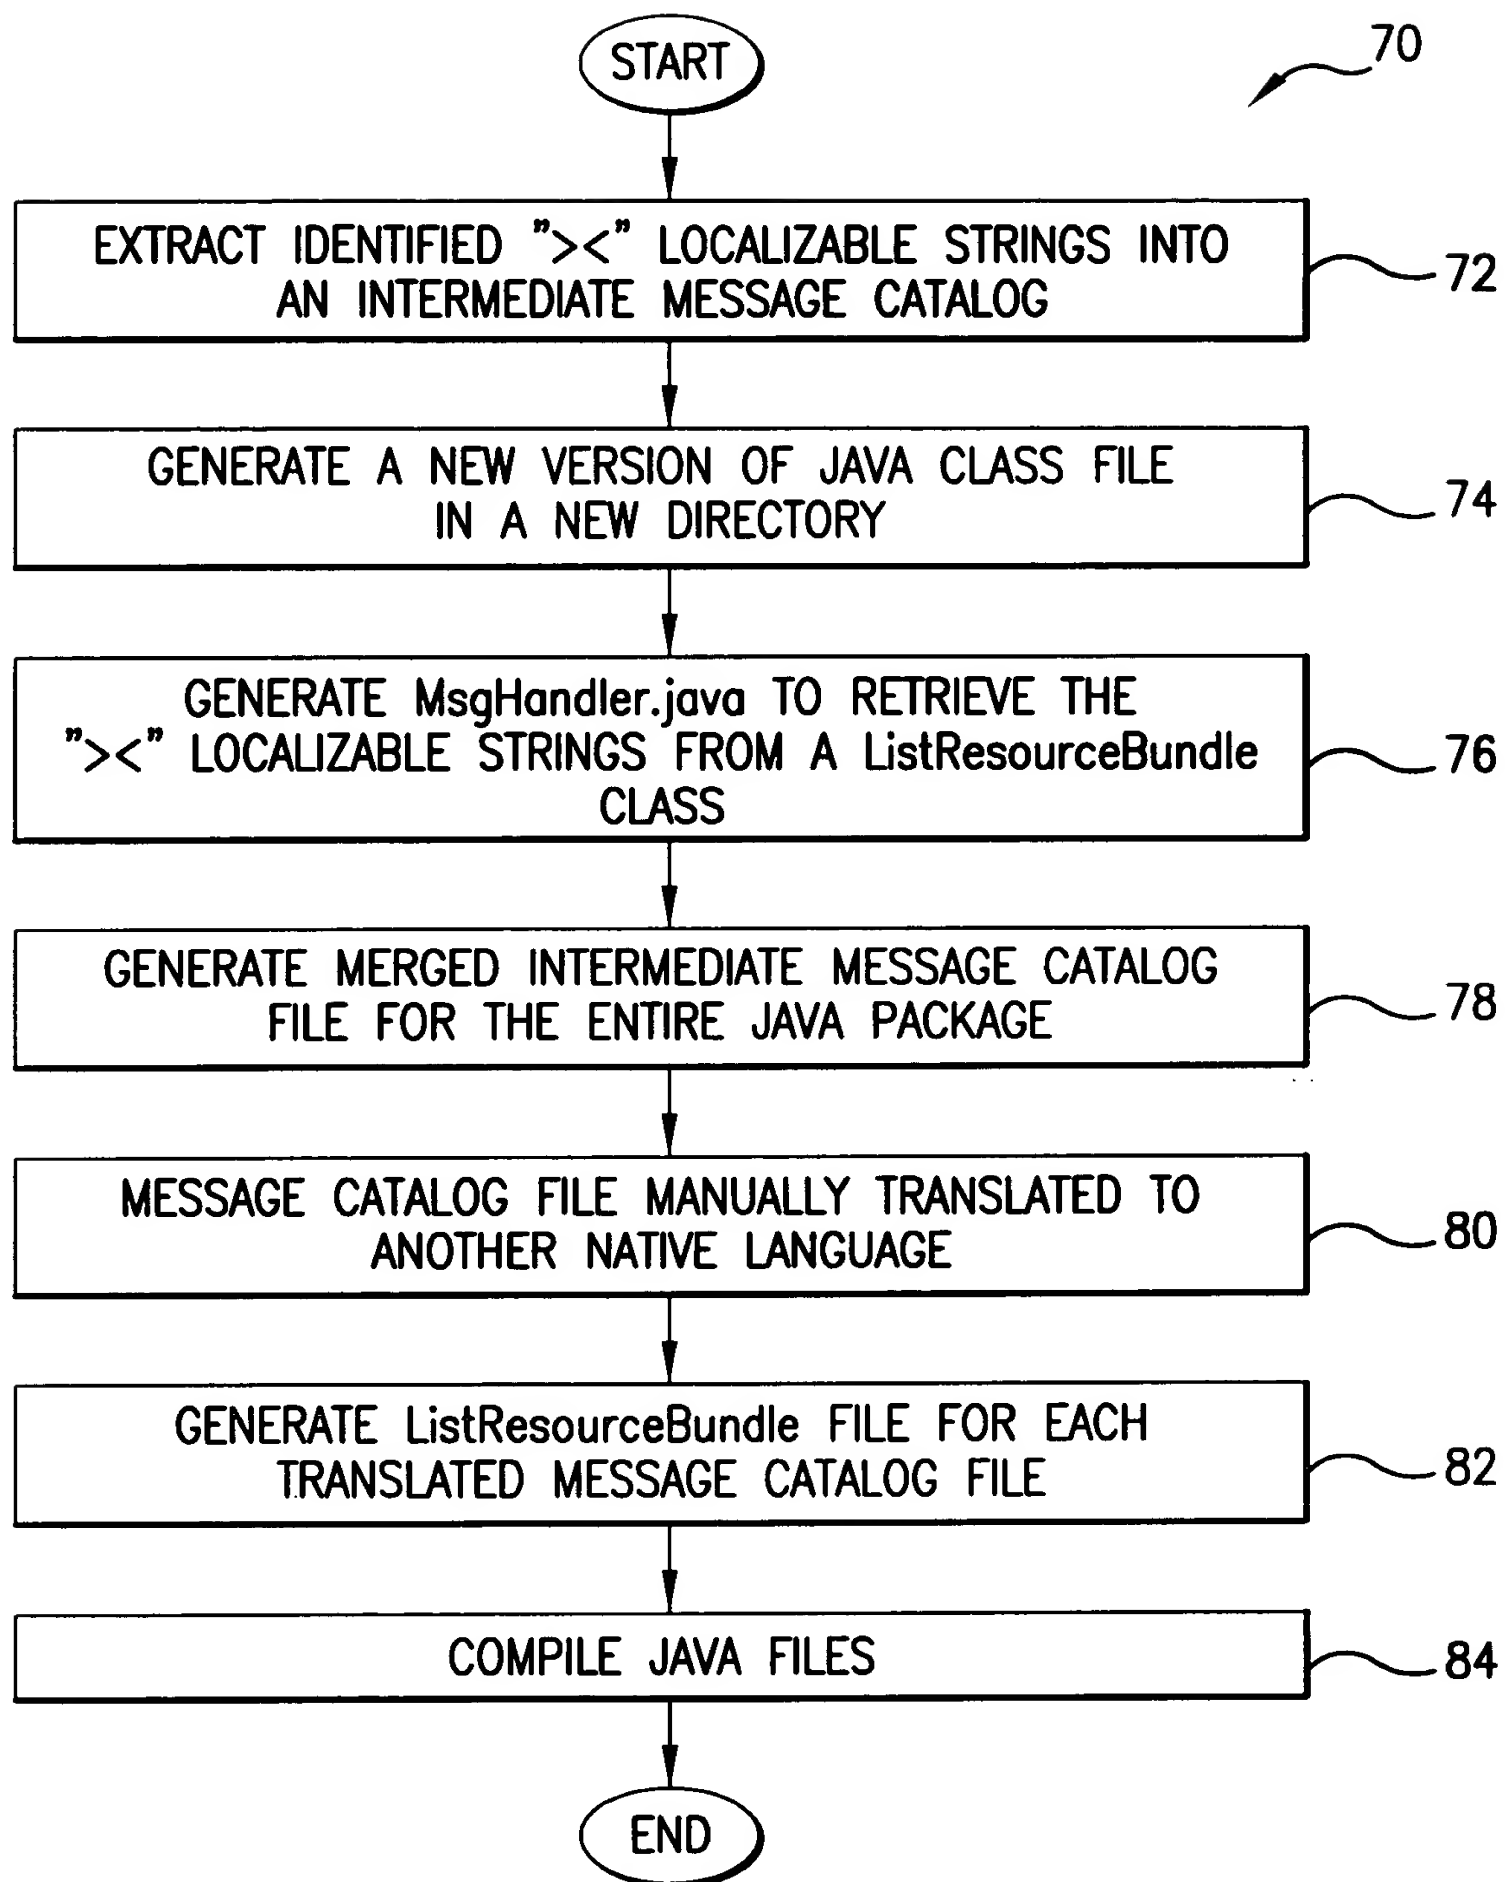 START
70
EXTRACT IDENTIFIED "><" LOCALIZABLE STRINGS INTO
AN INTERMEDIATE MESSAGE CATALOG
72
GENERATE A NEW VERSION OF JAVA CLASS FILE
IN A NEW DIRECTORY
74
GENERATE MsgHandler.java TO RETRIEVE THE
"><" LOCALIZABLE STRINGS FROM A ListResourceBundle
CLASS
76
GENERATE MERGED INTERMEDIATE MESSAGE CATALOG
FILE FOR THE ENTIRE JAVA PACKAGE
78
MESSAGE CATALOG FILE MANUALLY TRANSLATED TO
ANOTHER NATIVE LANGUAGE
80
GENERATE ListResourceBundle FILE FOR EACH
TRANSLATED MESSAGE CATALOG FILE
82
COMPILE JAVA FILES
84
END